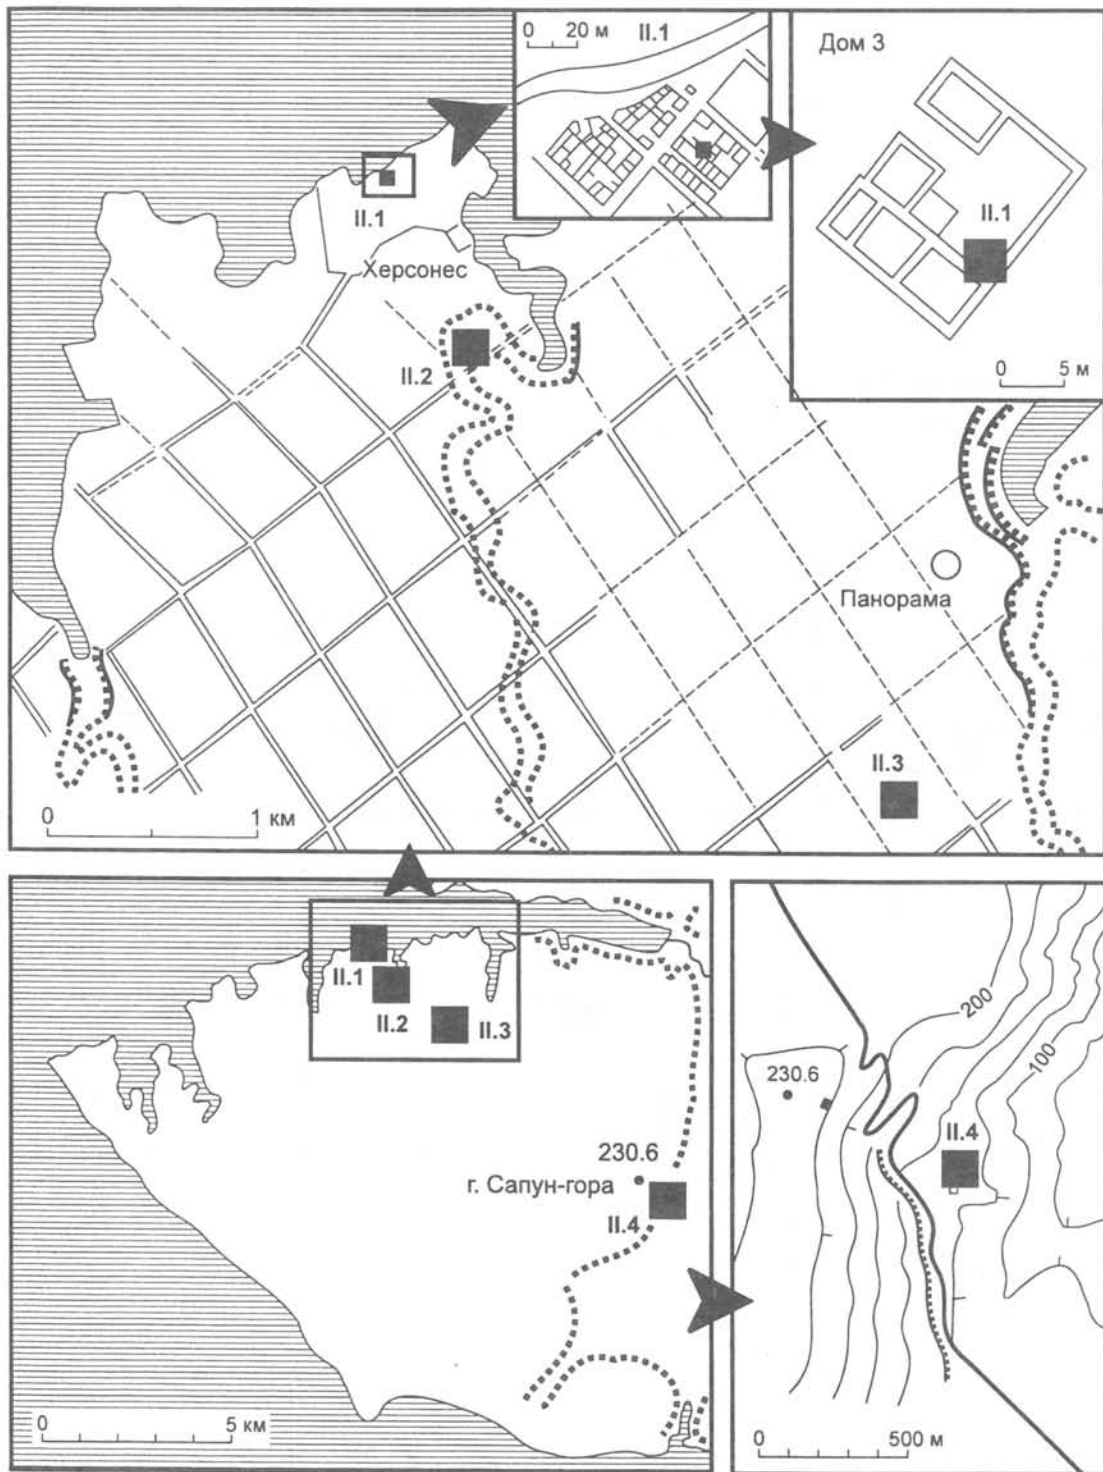 0 20 м II.1
Дом 3
II.1
II.1
Херсонес
II.2
0 5 м
Панорама
II.3
0 1 км
II.1
II.2
II.3
230.6
г. Сапун-гора
II.4
0 5 км
200
100
230.6
II.4
0 500 м